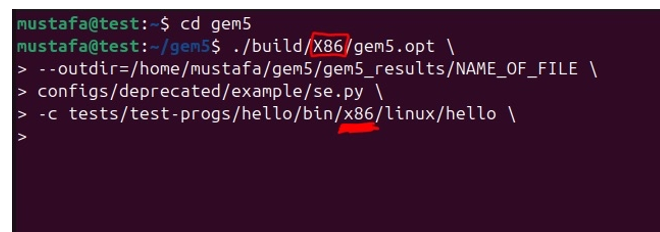 mustafa@test:~$ cd gem5
mustafa@test:~/gem5$ ./build/X86/gem5.opt \
> --outdir=/home/mustafa/gem5/gem5_results/NAME_OF_FILE \
> configs/deprecated/example/se.py \
> -c tests/test-progs/hello/bin/x86/linux/hello \
>